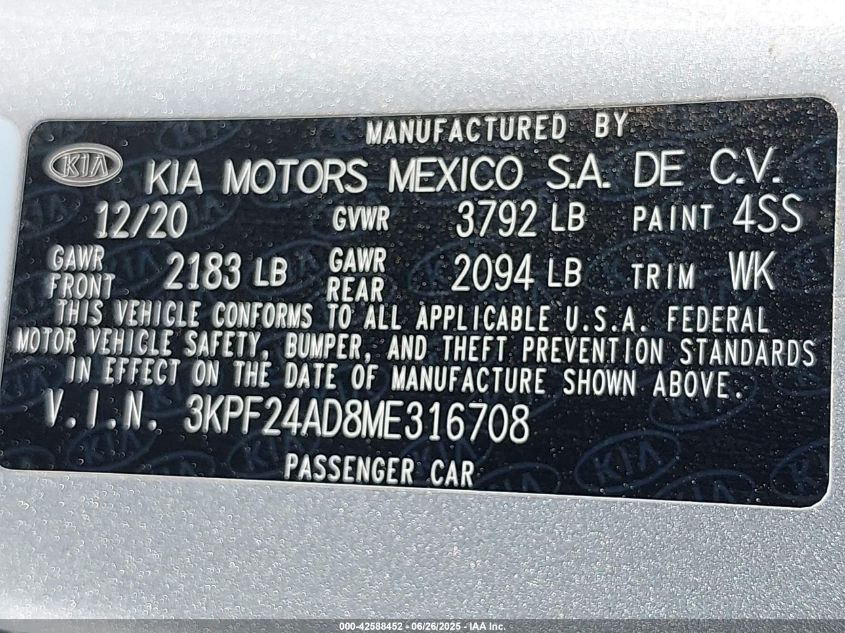 MANUFACTURED BY
KIA KIA MOTORS MEXICO S.A. DE C.V.
12/20 GVWR 3792 LB PAINT 4SS
GAWR FRONT 2183 LB GAWR REAR 2094 LB TRIM WK
THIS VEHICLE CONFORMS TO ALL APPLICABLE U.S.A. FEDERAL
MOTOR VEHICLE SAFETY, BUMPER, AND THEFT PREVENTION STANDARDS
IN EFFECT ON THE DATE OF MANUFACTURE SHOWN ABOVE.
V.I.N. 3KPF24AD8ME316708
PASSENGER CAR
000-42588452 - 06/26/2025 - IAA Inc.